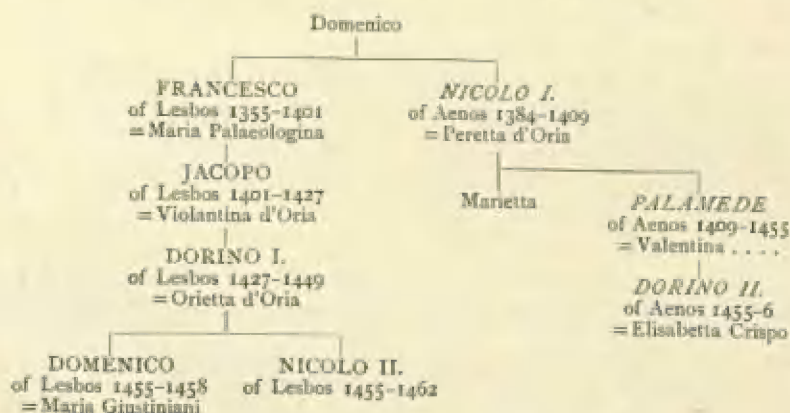 Domenico
FRANCESCO
of Lesbos 1355-1401
= Maria Palaeologina
NICOLO I.
of Aenos 1384-1409
= Peretta d'Oria
JACOPO
of Lesbos 1401-1427
= Violantina d'Oria
Marietta
PALAMEDE
of Aenos 1409-1455
= Valentina . . . .
DORINO I.
of Lesbos 1427-1449
= Orietta d'Oria
DORINO II.
of Aenos 1455-6
= Elisabetta Crispo
DOMENICO
of Lesbos 1455-1458
= Maria Giustiniani
NICOLO II.
of Lesbos 1455-1462